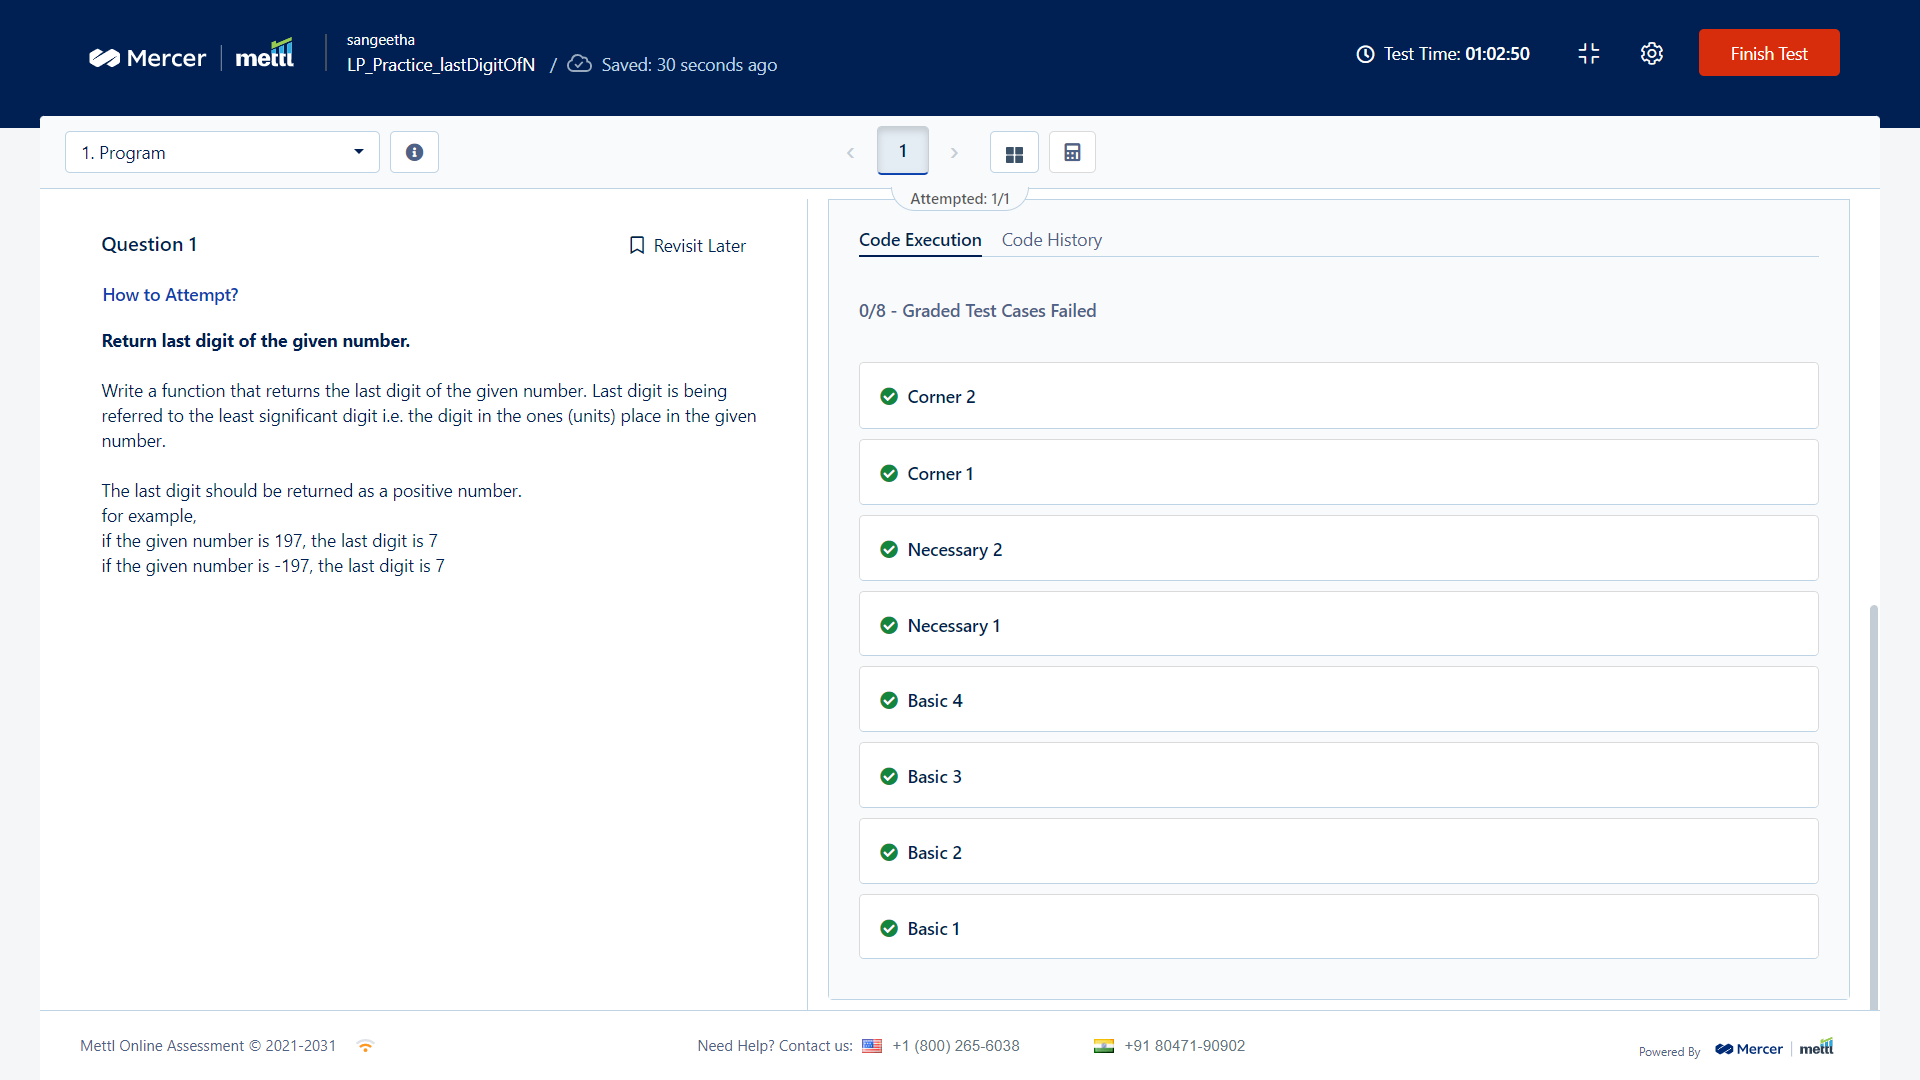 Mercer | mettl
sangeetha
LP_Practice_lastDigitOfN / Saved: 30 seconds ago
Test Time: 01:02:50
Finish Test
1. Program
1
Attempted: 1/1
Question 1
Revisit Later
How to Attempt?
Return last digit of the given number.
Write a function that returns the last digit of the given number. Last digit is being
referred to the least significant digit i.e. the digit in the ones (units) place in the given
number.
The last digit should be returned as a positive number.
for example,
if the given number is 197, the last digit is 7
if the given number is -197, the last digit is 7
Code Execution
Code History
0/8 - Graded Test Cases Failed
Corner 2
Corner 1
Necessary 2
Necessary 1
Basic 4
Basic 3
Basic 2
Basic 1
Mettl Online Assessment © 2021-2031
Need Help? Contact us: +1 (800) 265-6038
+91 80471-90902
Powered By Mercer | mettl